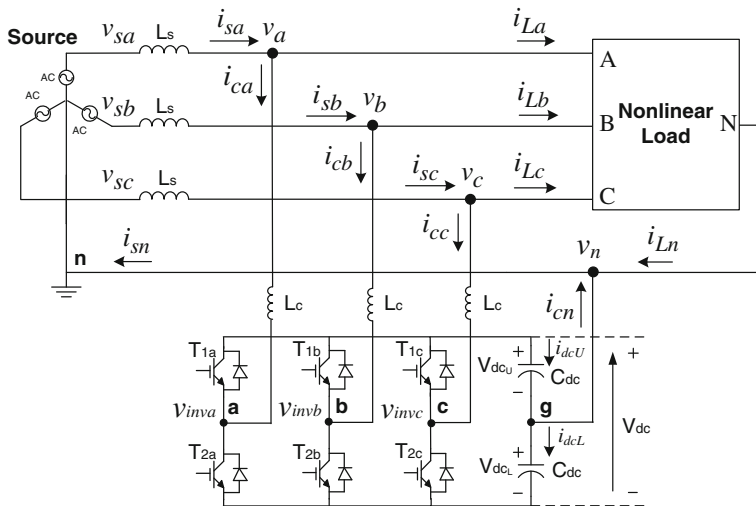 Source
v_sa
L_s
i_sa
v_a
i_La
A
AC
i_ca
AC
AC
v_sb
L_s
i_sb
v_b
i_Lb
B
Nonlinear
Load
N
i_cb
v_sc
L_s
i_sc
v_c
i_Lc
C
i_cc
n
i_sn
v_n
i_Ln
i_cn
L_c
L_c
L_c
T_1a
T_1b
T_1c
V_dcU
+
−
i_dcU
C_dc
+
v_inva
a
v_invb
b
v_invc
c
g
V_dc
T_2a
T_2b
T_2c
V_dcL
+
−
i_dcL
C_dc
−